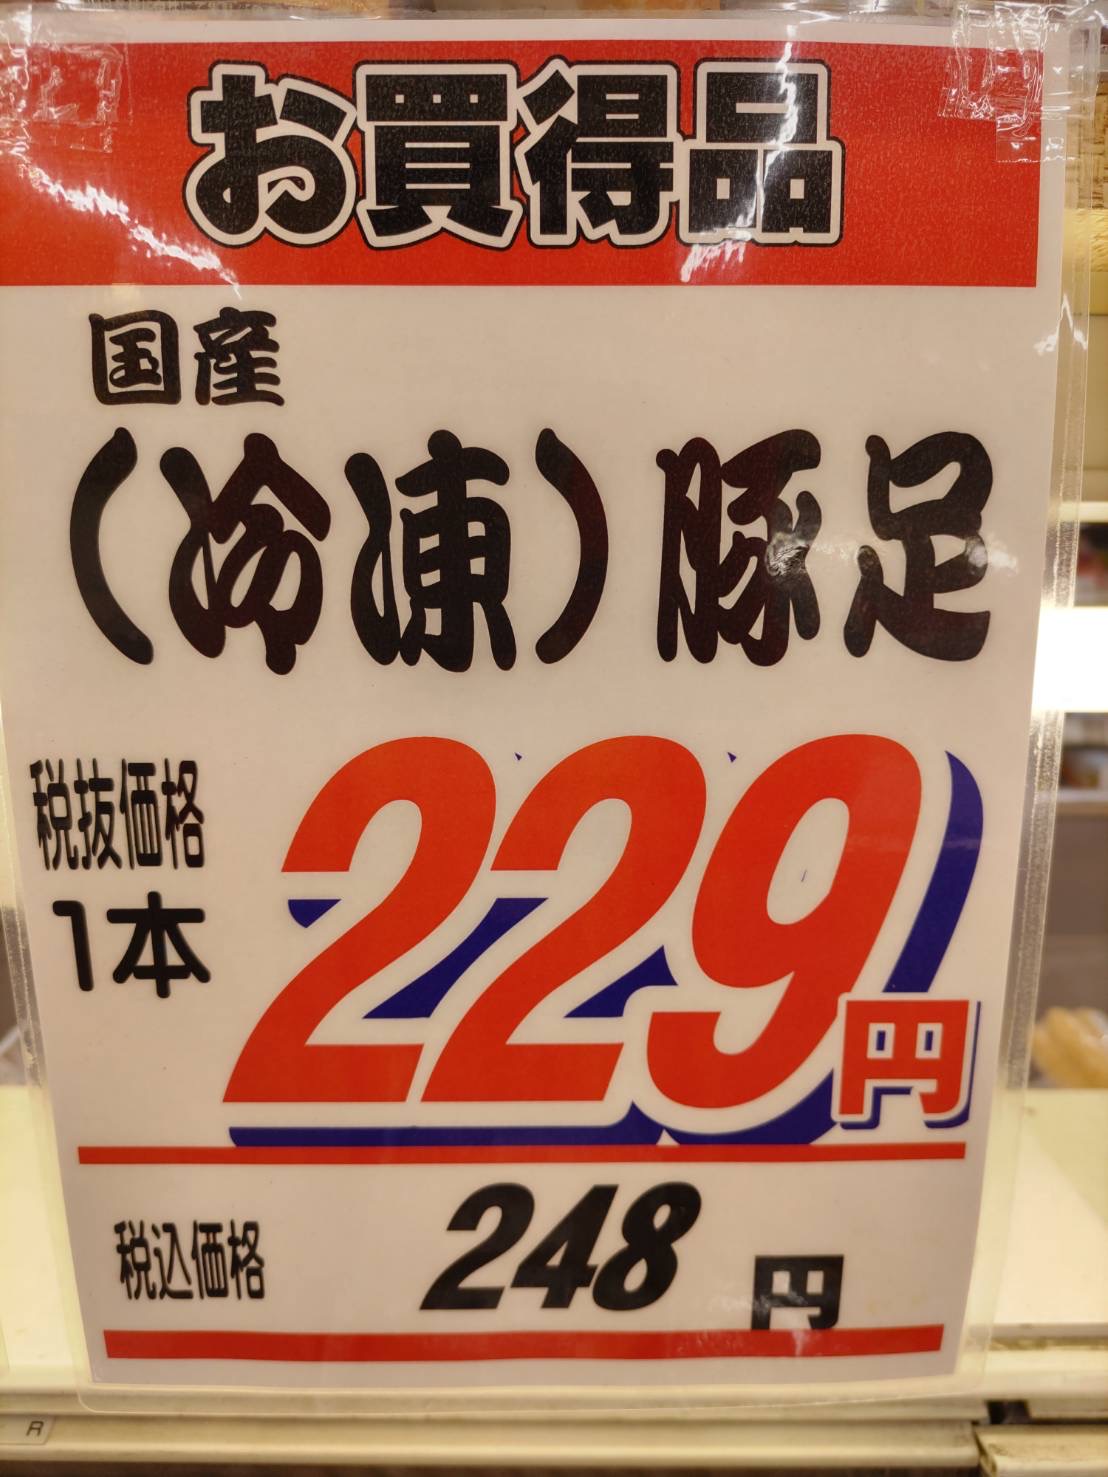 お買得品
国産
(冷凍)豚足
税抜価格
1本
229円
税込価格
248円
R